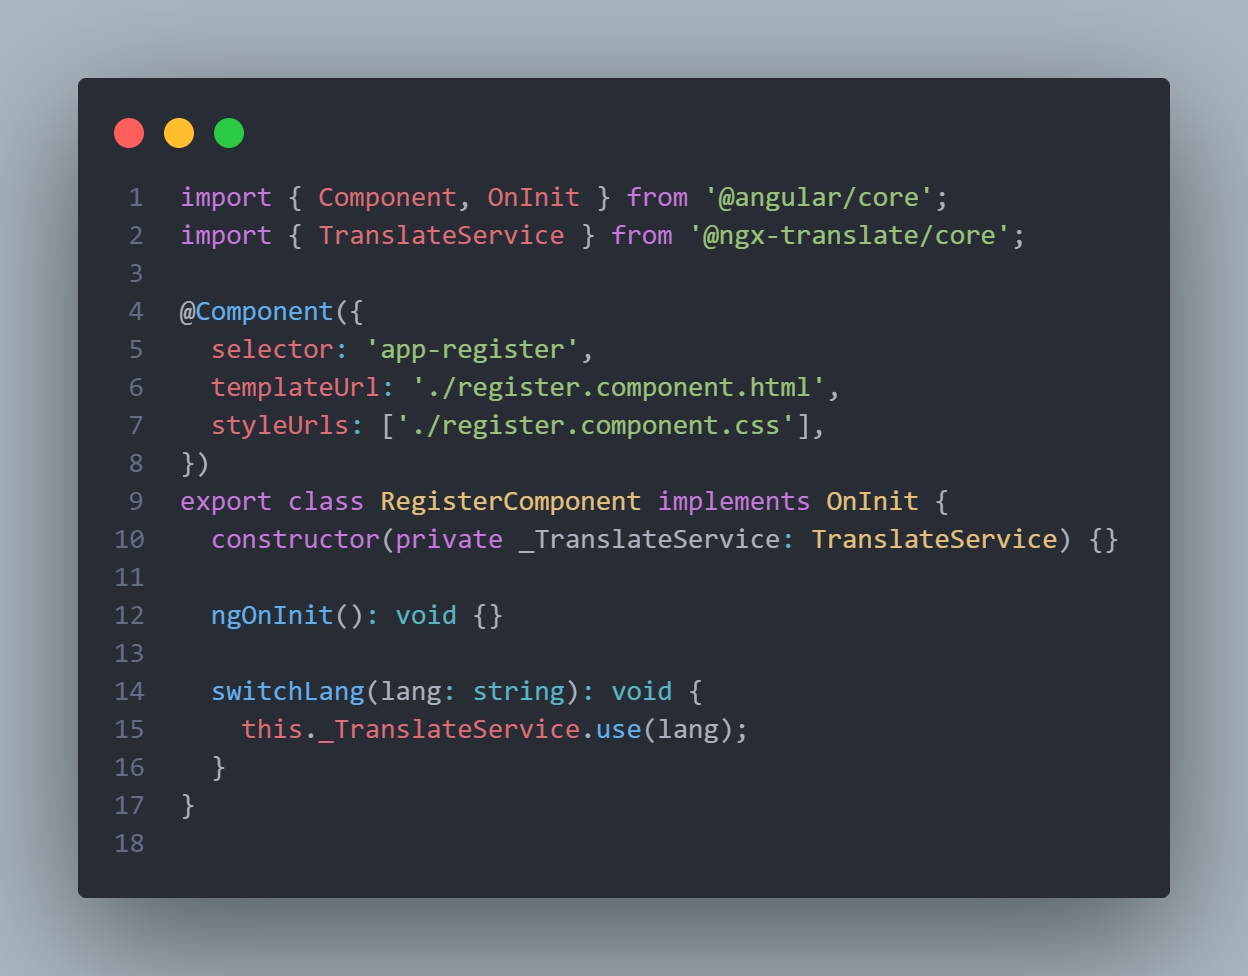 1 import { Component, OnInit } from '@angular/core';
2 import { TranslateService } from '@ngx-translate/core';
3
4 @Component({
5   selector: 'app-register',
6   templateUrl: './register.component.html',
7   styleUrls: ['./register.component.css'],
8 })
9 export class RegisterComponent implements OnInit {
10   constructor(private _TranslateService: TranslateService) {}
11
12   ngOnInit(): void {}
13
14   switchLang(lang: string): void {
15     this._TranslateService.use(lang);
16   }
17 }
18